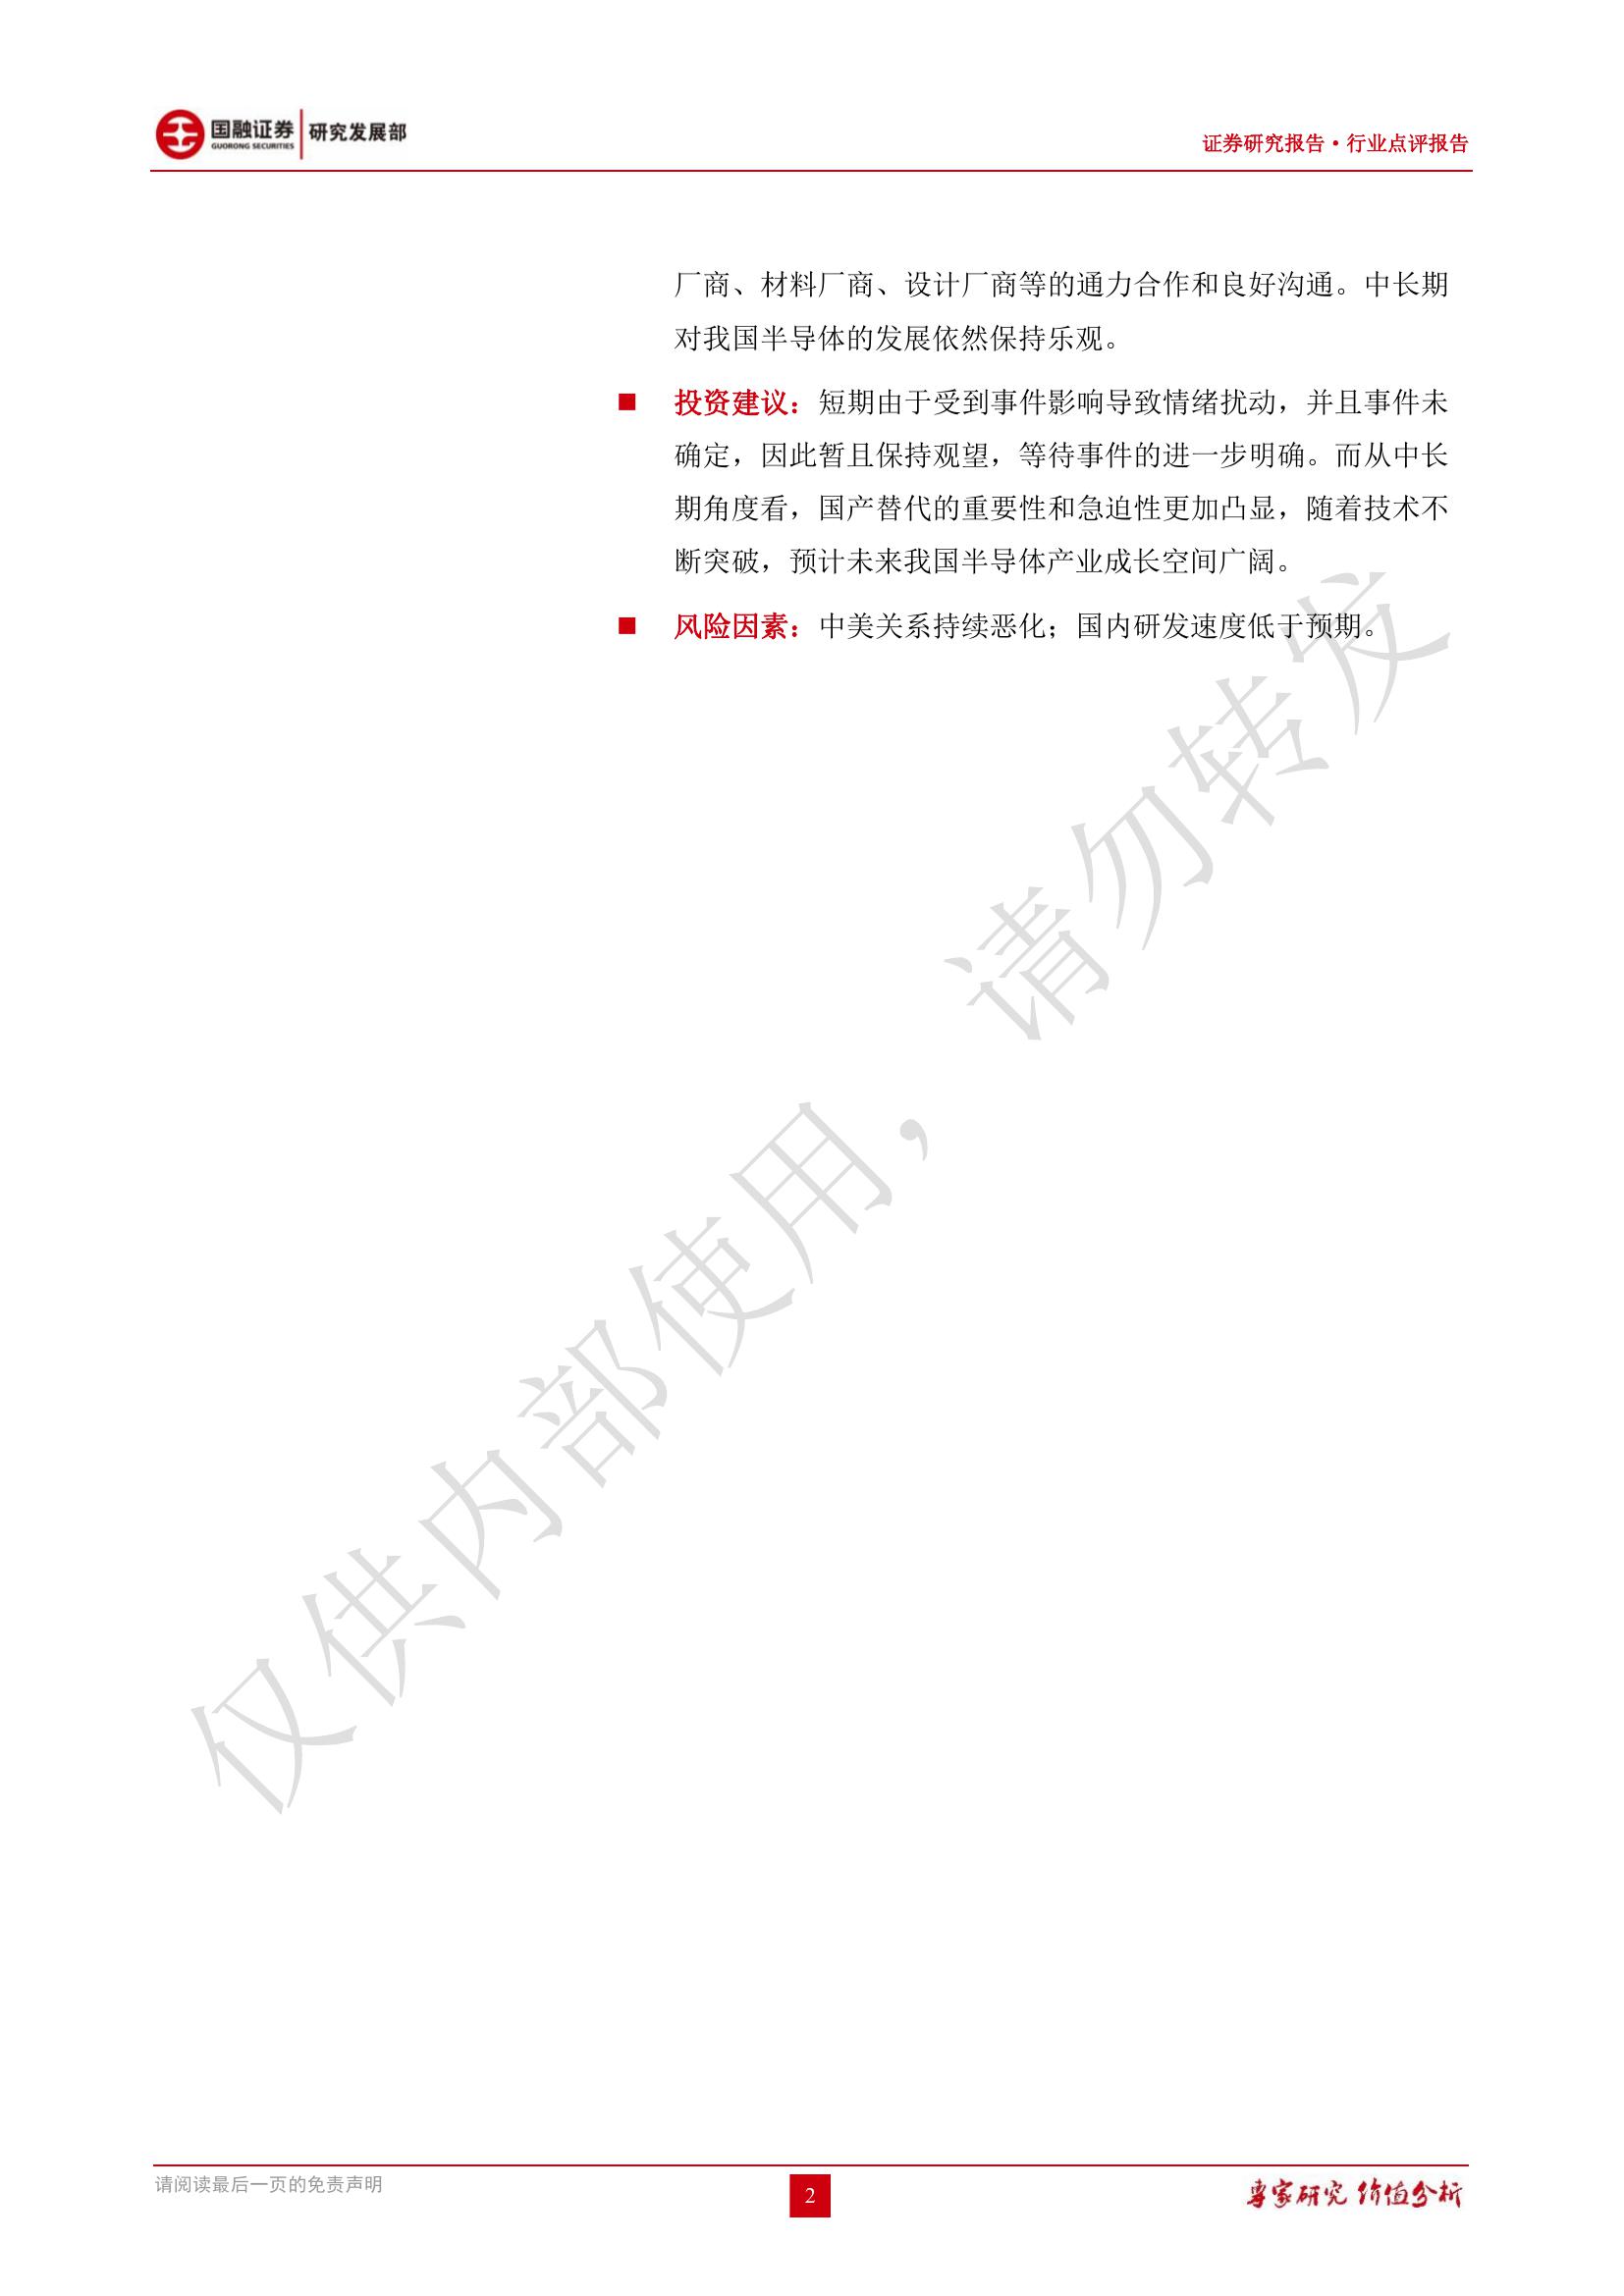 国融证券
GUORONG SECURITIES
研究发展部
证券研究报告·行业点评报告
厂商、材料厂商、设计厂商等的通力合作和良好沟通。中长期
对我国半导体的发展依然保持乐观。
■ 投资建议：短期由于受到事件影响导致情绪扰动，并且事件未
确定，因此暂且保持观望，等待事件的进一步明确。而从中长
期角度看，国产替代的重要性和急迫性更加凸显，随着技术不
断突破，预计未来我国半导体产业成长空间广阔。
■ 风险因素：中美关系持续恶化；国内研发速度低于预期。
仅供内部使用，请勿转发
请阅读最后一页的免责声明
2
专家研究 价值分析